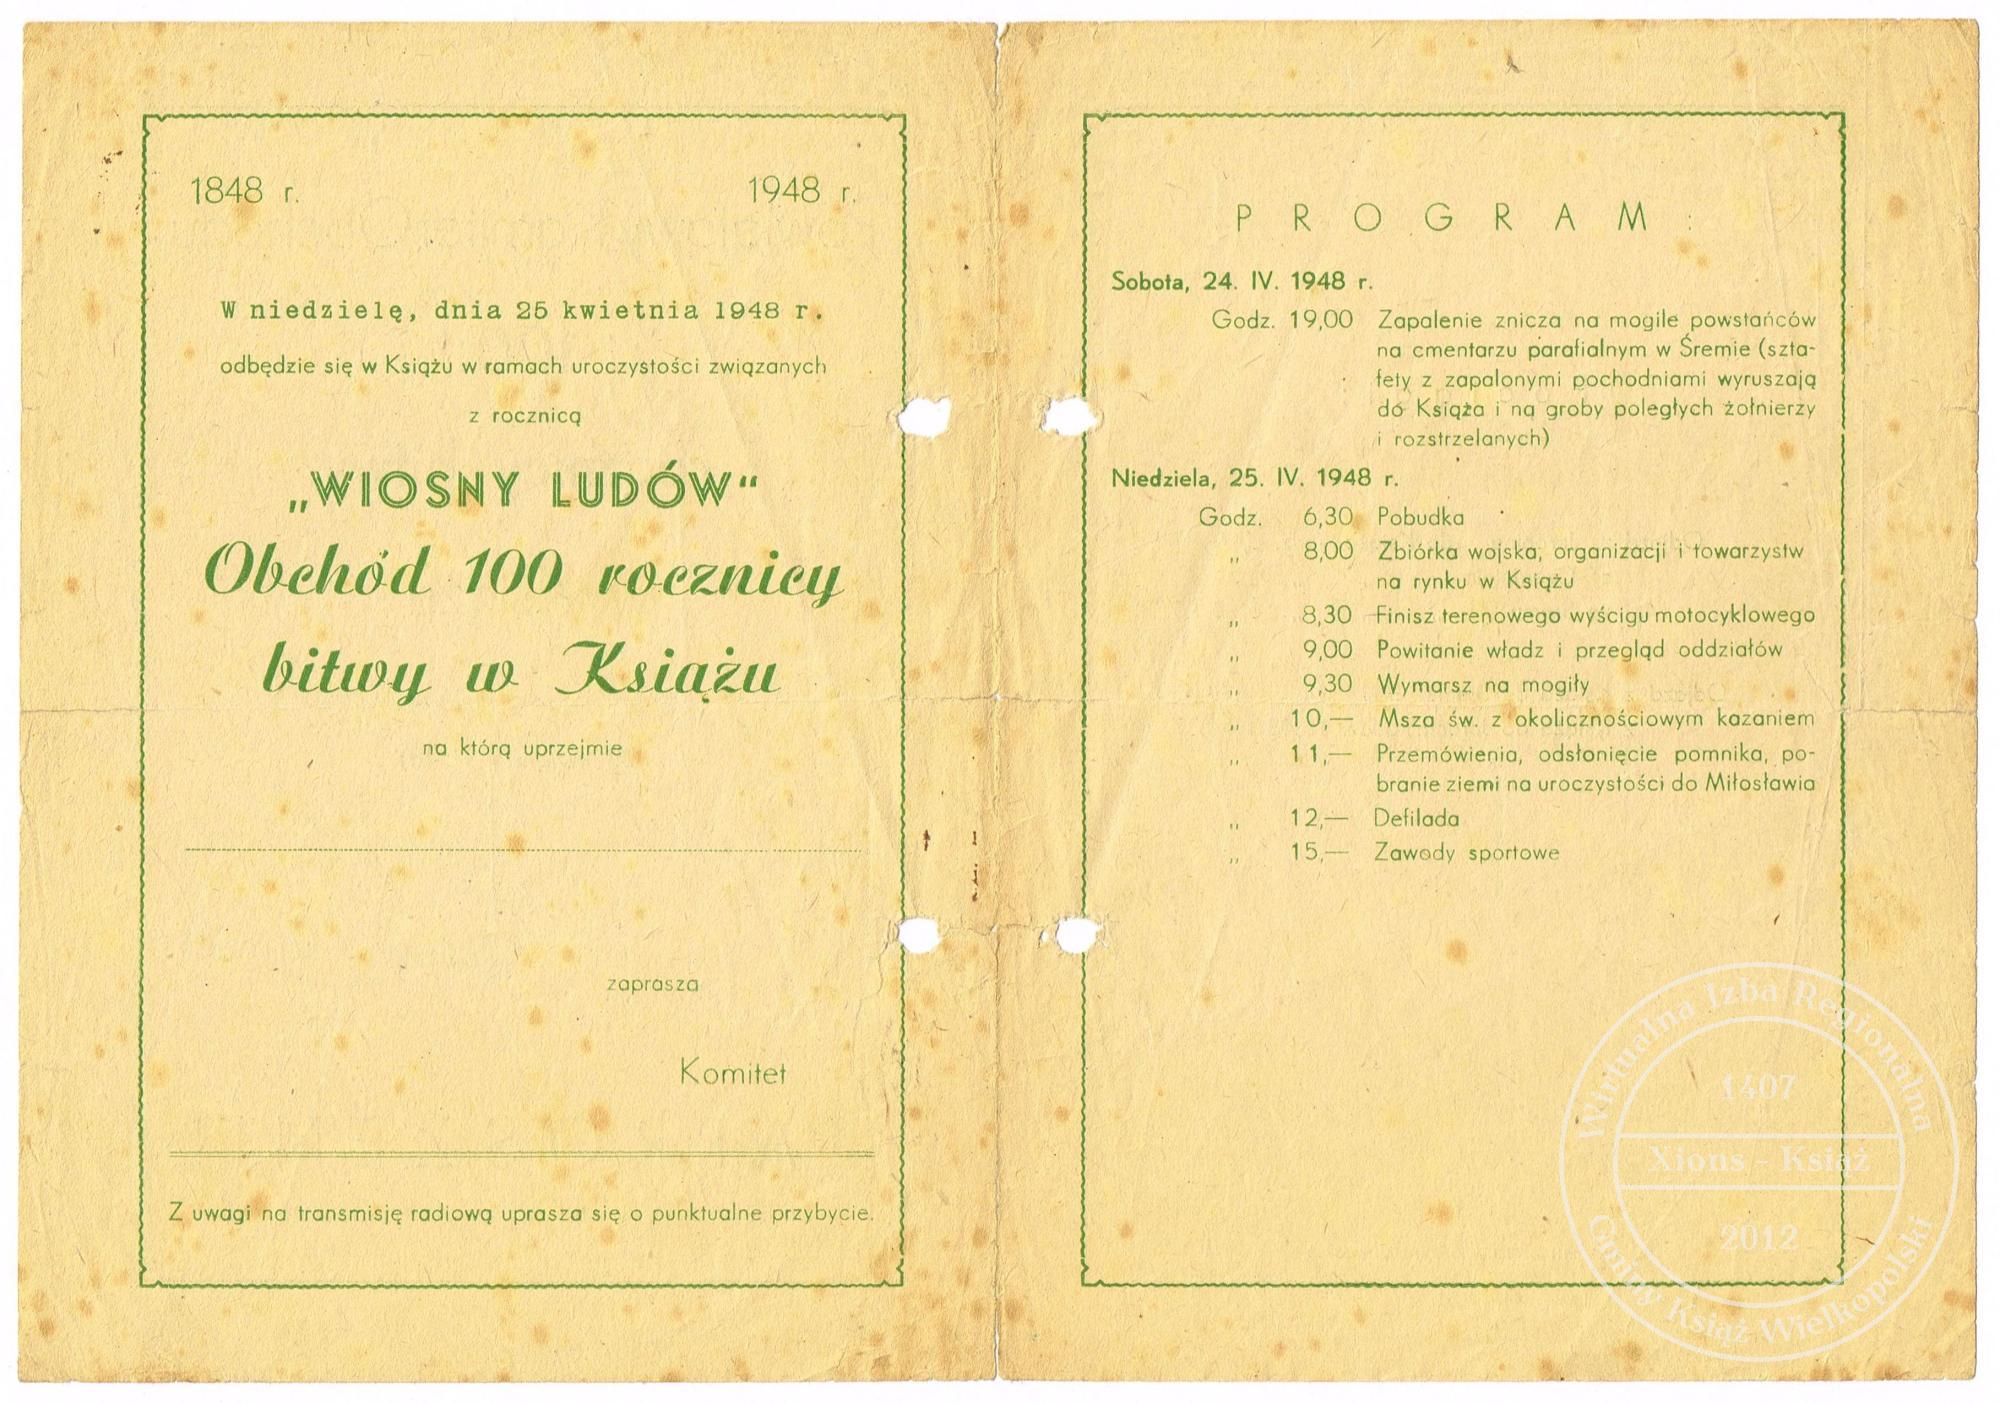 1848 r. 1948 r.
W niedzielę, dnia 25 kwietnia 1948 r.
odbędzie się w Książu w ramach uroczystości związanych
z rocznicą
„WIOSNY LUDÓW“
Obchód 100 rocznicy
bitwy w Książu
na którą uprzejmie
zaprasza
Komitet
Z uwagi na transmisję radiową uprasza się o punktualne przybycie.
PROGRAM:
Sobota, 24. IV. 1948 r.
Godz. 19,00 Zapalenie znicza na mogile powstańców
na cmentarzu parafialnym w Śremie (szta-
fety z zapalonymi pochodniami wyruszają
do Książa i na groby poległych żołnierzy
i rozstrzelanych)
Niedziela, 25. IV. 1948 r.
Godz. 6,30 Pobudka
„ 8,00 Zbiórka wojska, organizacji i towarzystw
na rynku w Książu
„ 8,30 Finisz terenowego wyścigu motocyklowego
„ 9,00 Powitanie władz i przegląd oddziałów
„ 9,30 Wymarsz na mogiły
„ 10,— Msza św. z okolicznościowym kazaniem
„ 11,— Przemówienia, odsłonięcie pomnika, po-
branie ziemi na uroczystości do Miłosławia
„ 12,— Defilada
„ 15,— Zawody sportowe
Wirtualna Izba Regionalna
1407
Xions - Książ
2012
Gminy Książ Wielkopolski